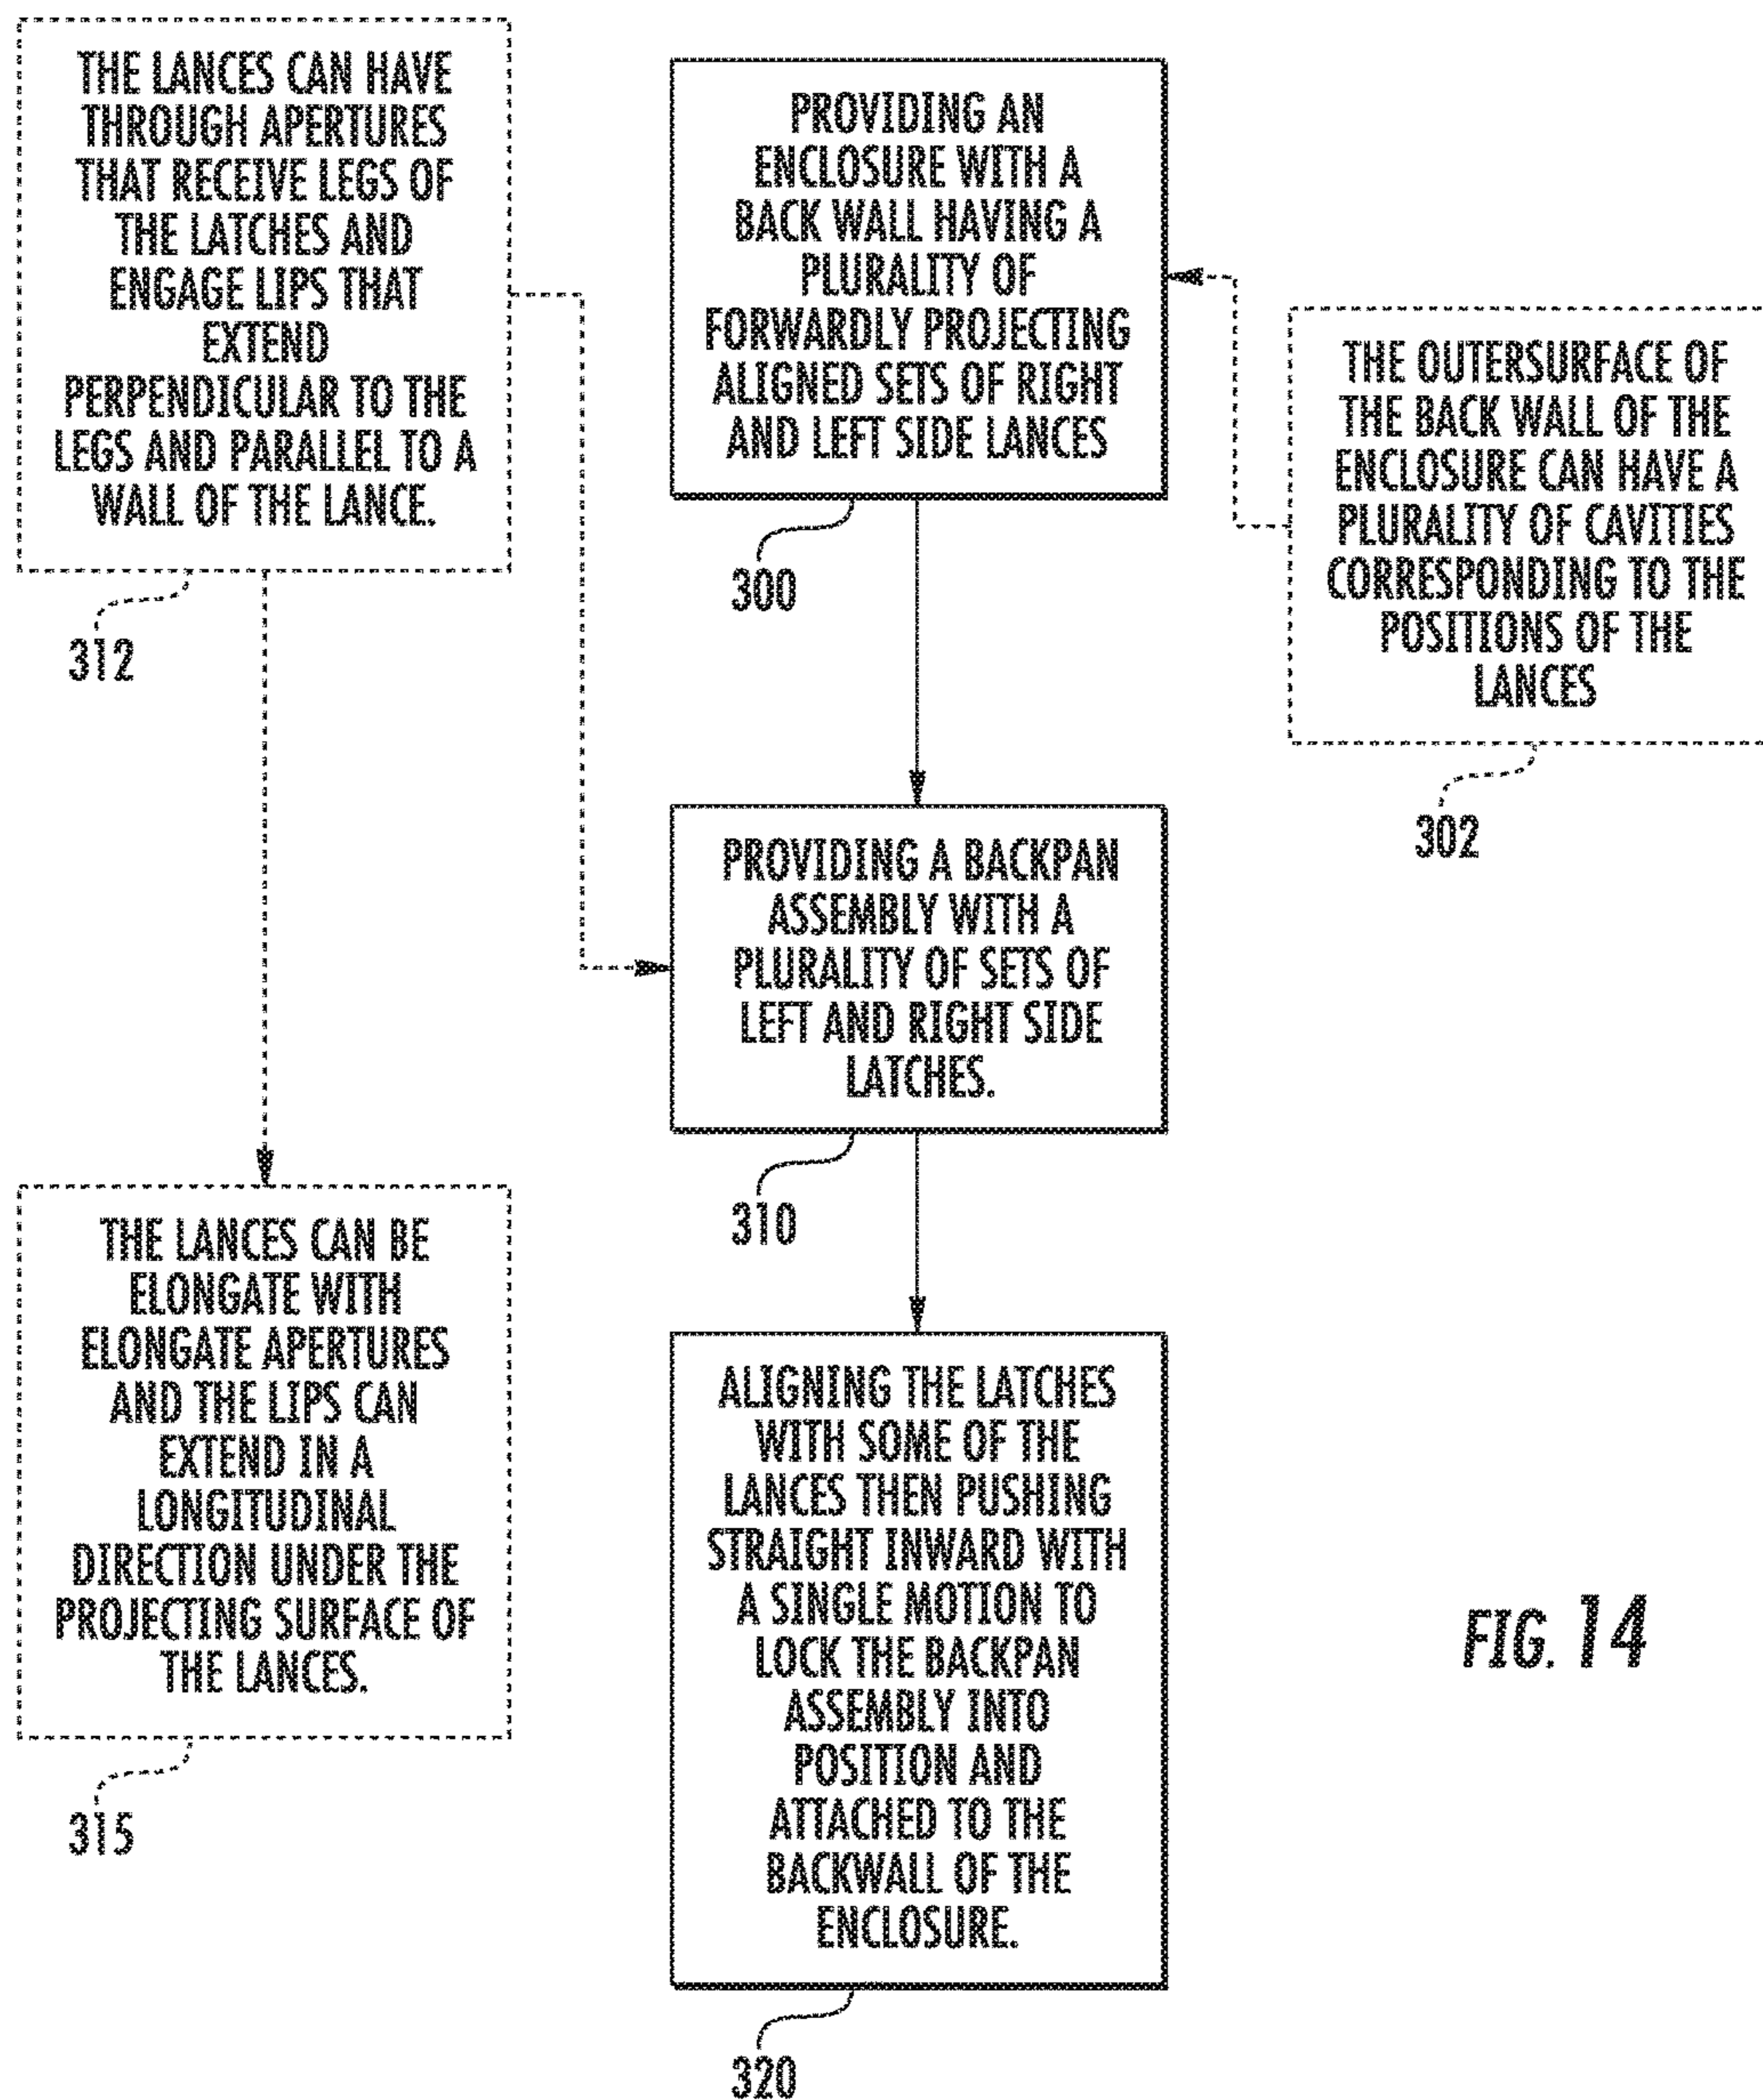 THE LANCES CAN HAVE
THROUGH APERTURES
THAT RECEIVE LEGS OF
THE LATCHES AND
ENGAGE LIPS THAT
EXTEND
PERPENDICULAR TO THE
LEGS AND PARALLEL TO A
WALL OF THE LANCE.
312
PROVIDING AN
ENCLOSURE WITH A
BACK WALL HAVING A
PLURALITY OF
FORWARDLY PROJECTING
ALIGNED SETS OF RIGHT
AND LEFT SIDE LANCES
300
THE OUTERSURFACE OF
THE BACK WALL OF THE
ENCLOSURE CAN HAVE A
PLURALITY OF CAVITIES
CORRESPONDING TO THE
POSITIONS OF THE
LANCES
302
PROVIDING A BACKPAN
ASSEMBLY WITH A
PLURALITY OF SETS OF
LEFT AND RIGHT SIDE
LATCHES.
310
THE LANCES CAN BE
ELONGATE WITH
ELONGATE APERTURES
AND THE LIPS CAN
EXTEND IN A
LONGITUDINAL
DIRECTION UNDER THE
PROJECTING SURFACE OF
THE LANCES.
315
ALIGNING THE LATCHES
WITH SOME OF THE
LANCES THEN PUSHING
STRAIGHT INWARD WITH
A SINGLE MOTION TO
LOCK THE BACKPAN
ASSEMBLY INTO
POSITION AND
ATTACHED TO THE
BACKWALL OF THE
ENCLOSURE.
320
FIG. 14